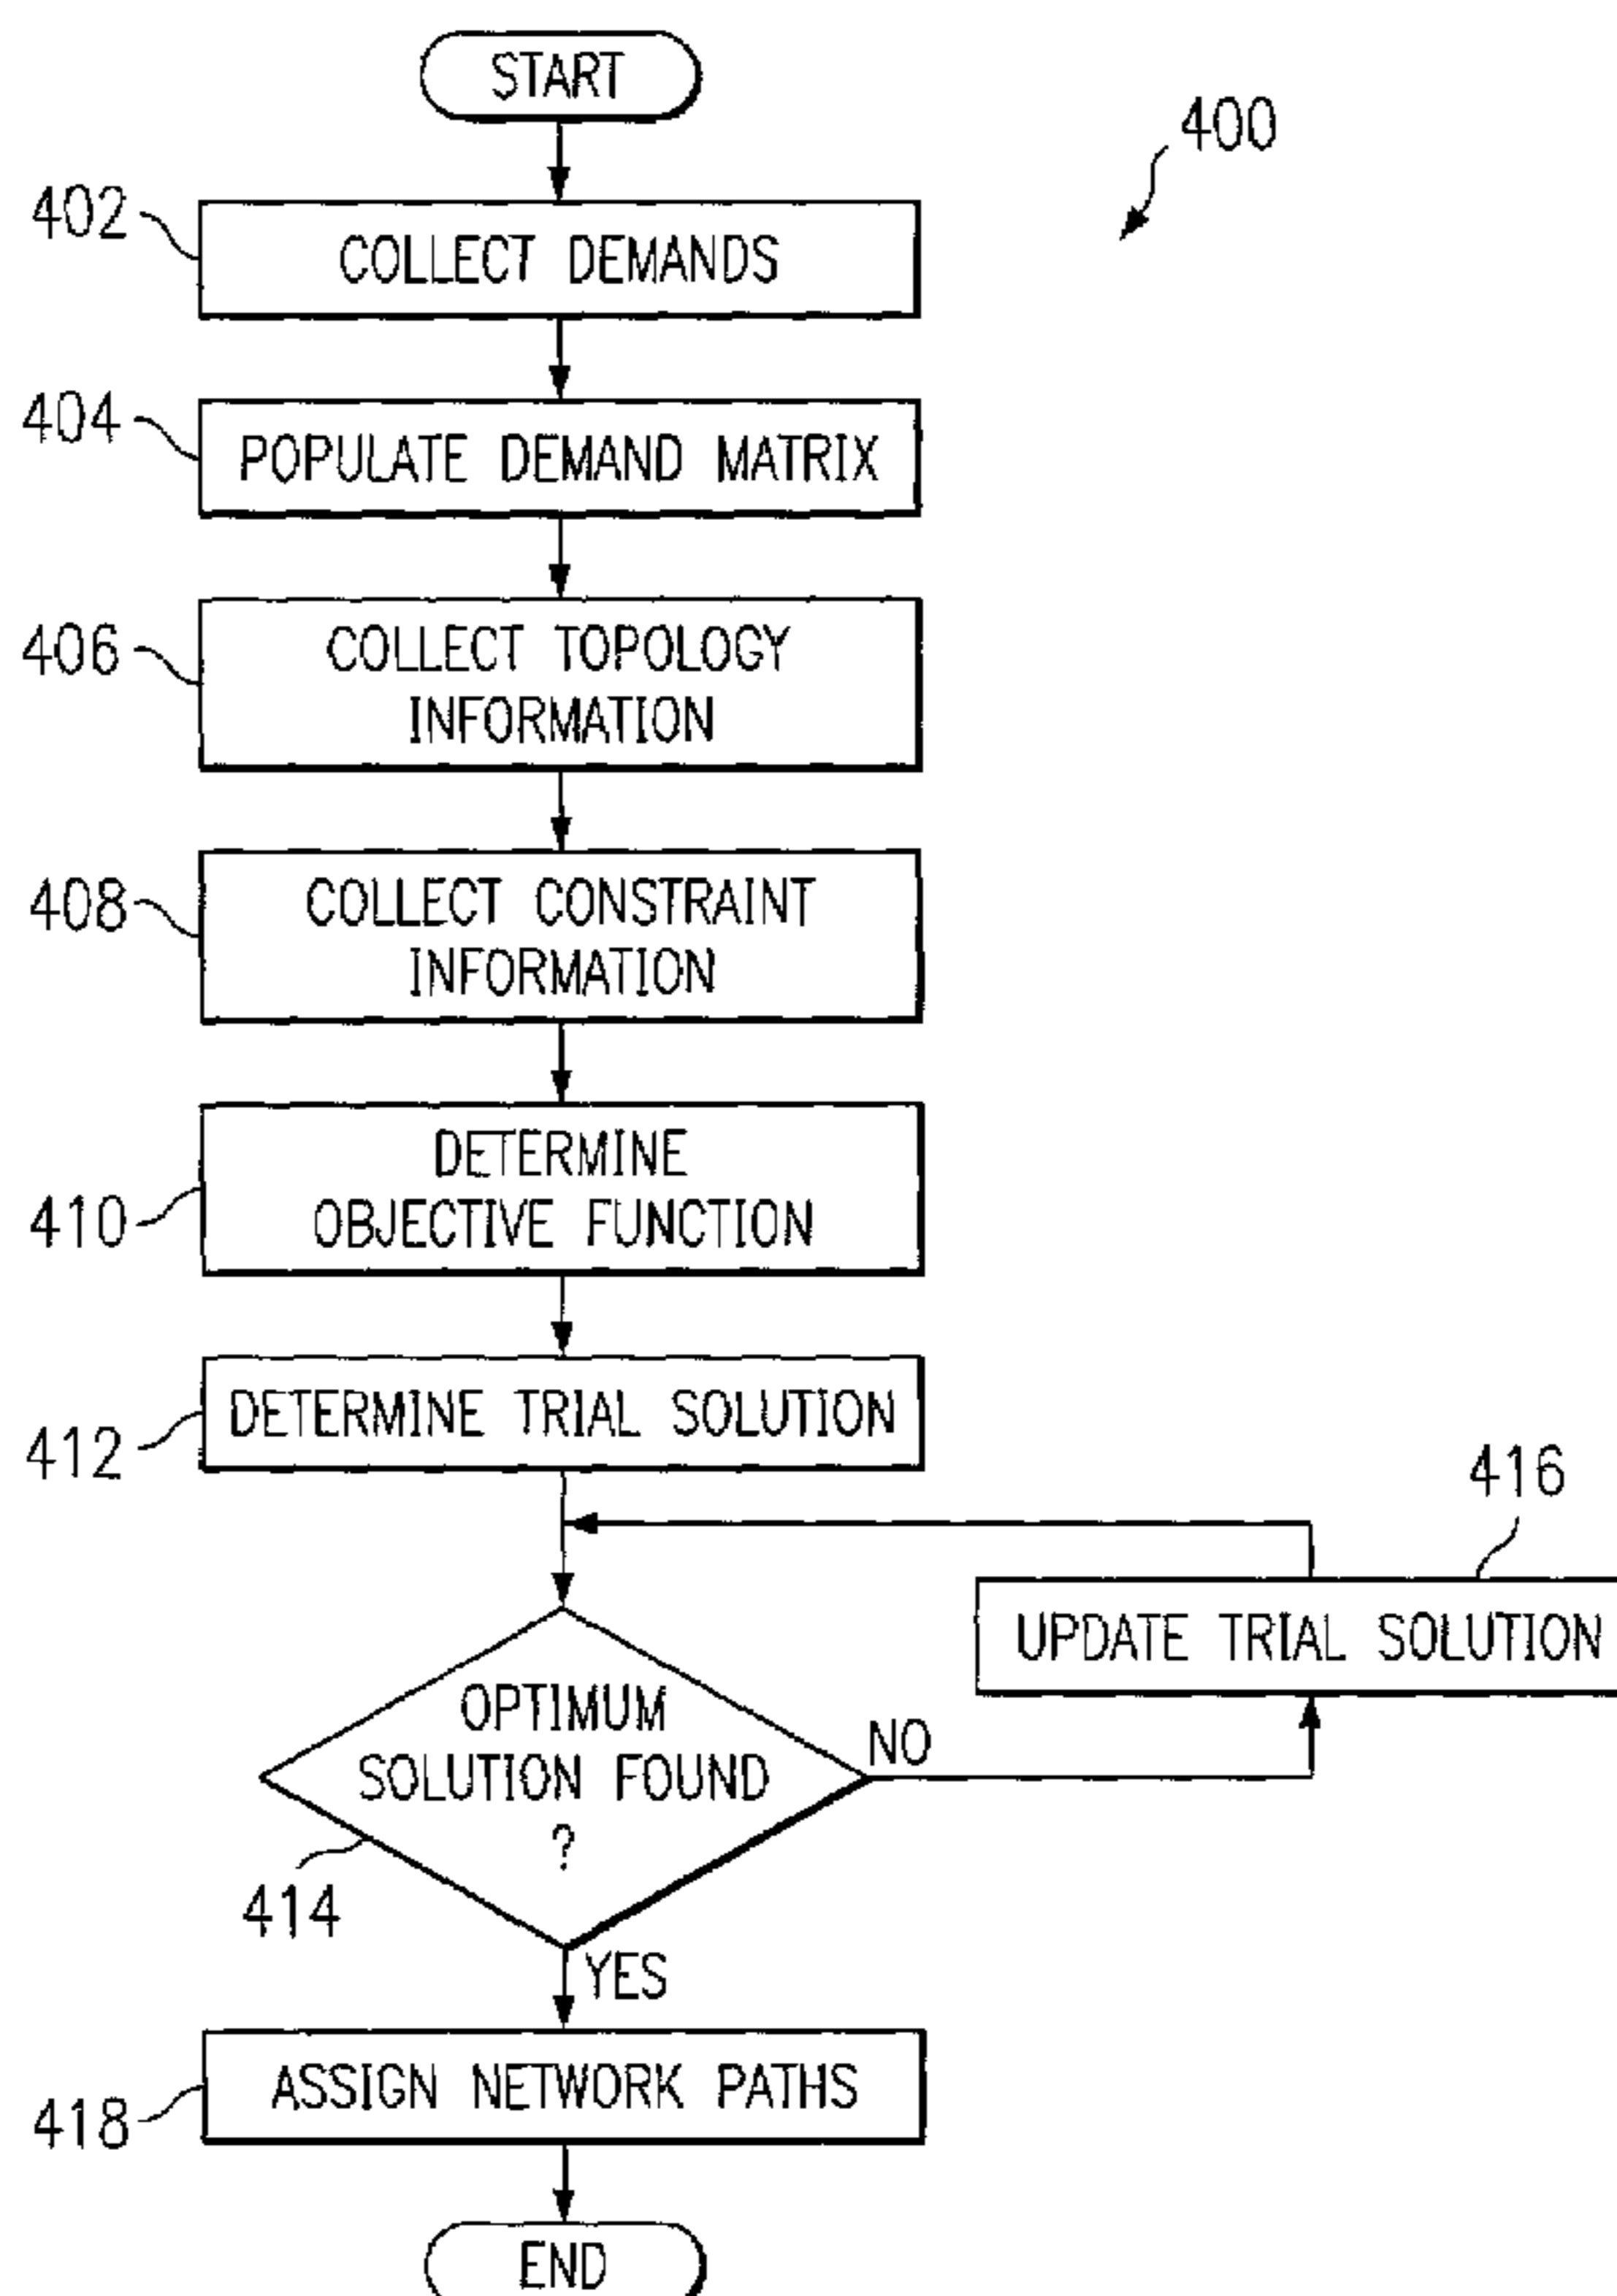 START
400
402
COLLECT DEMANDS
404
POPULATE DEMAND MATRIX
406
COLLECT TOPOLOGY
INFORMATION
408
COLLECT CONSTRAINT
INFORMATION
410
DETERMINE
OBJECTIVE FUNCTION
412
DETERMINE TRIAL SOLUTION
416
UPDATE TRIAL SOLUTION
OPTIMUM
SOLUTION FOUND
?
NO
414
YES
418
ASSIGN NETWORK PATHS
END